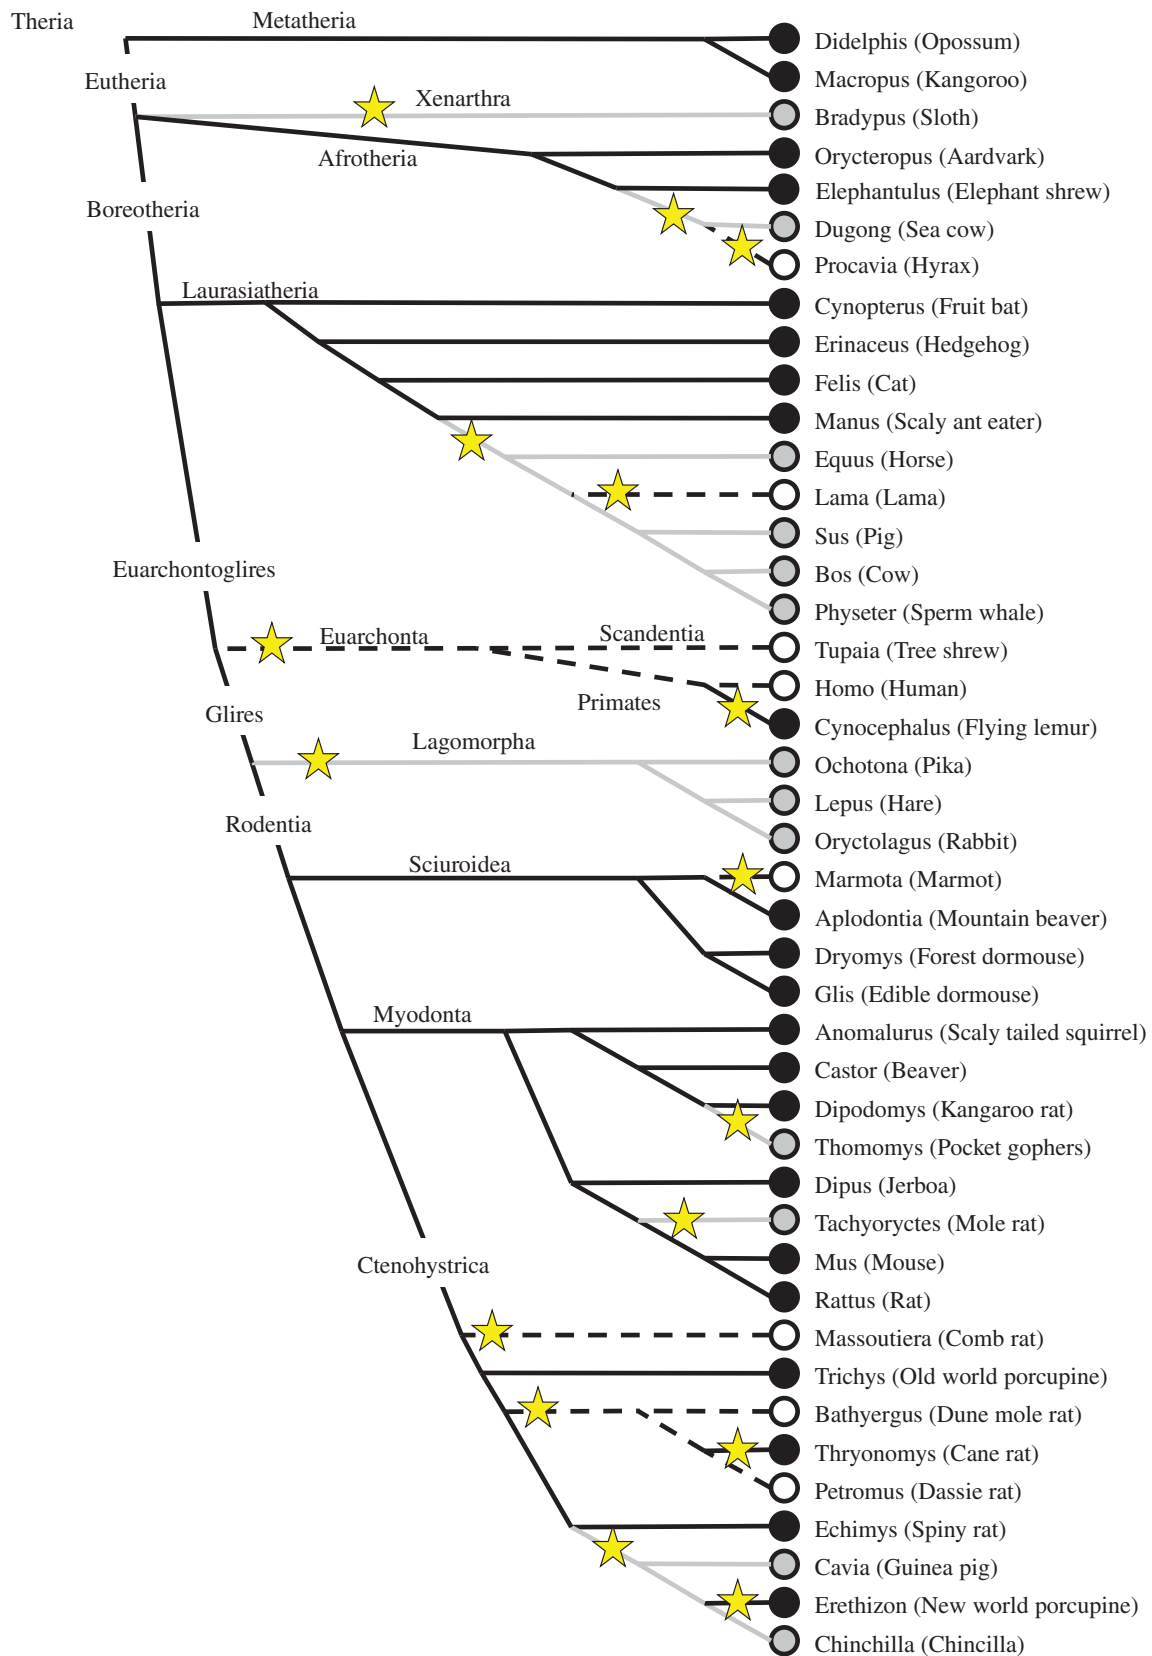 Theria
Metatheria
Didelphis (Opossum)
Macropus (Kangoroo)
Eutheria
Xenarthra
Bradypus (Sloth)
Afrotheria
Orycteropus (Aardvark)
Elephantulus (Elephant shrew)
Boreotheria
Dugong (Sea cow)
Procavia (Hyrax)
Laurasiatheria
Cynopterus (Fruit bat)
Erinaceus (Hedgehog)
Felis (Cat)
Manus (Scaly ant eater)
Equus (Horse)
Lama (Lama)
Sus (Pig)
Euarchontoglires
Bos (Cow)
Physeter (Sperm whale)
Euarchonta
Scandentia
Tupaia (Tree shrew)
Homo (Human)
Primates
Glires
Cynocephalus (Flying lemur)
Lagomorpha
Ochotona (Pika)
Lepus (Hare)
Rodentia
Oryctolagus (Rabbit)
Sciuroidea
Marmota (Marmot)
Aplodontia (Mountain beaver)
Dryomys (Forest dormouse)
Glis (Edible dormouse)
Myodonta
Anomalurus (Scaly tailed squirrel)
Castor (Beaver)
Dipodomys (Kangaroo rat)
Thomomys (Pocket gophers)
Dipus (Jerboa)
Tachyoryctes (Mole rat)
Ctenohystrica
Mus (Mouse)
Rattus (Rat)
Massoutiera (Comb rat)
Trichys (Old world porcupine)
Bathyergus (Dune mole rat)
Thryonomys (Cane rat)
Petromus (Dassie rat)
Echimys (Spiny rat)
Cavia (Guinea pig)
Erethizon (New world porcupine)
Chinchilla (Chincilla)